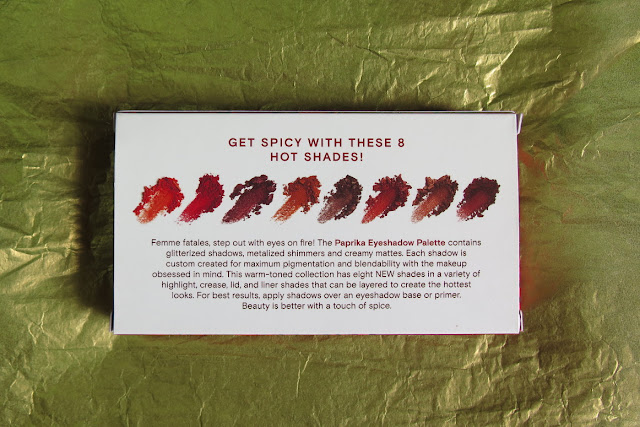 GET SPICY WITH THESE 8
HOT SHADES!
Femme fatales, step out with eyes on fire! The Paprika Eyeshadow Palette contains
glitterized shadows, metalized shimmers and creamy mattes. Each shadow is
custom created for maximum pigmentation and blendability with the makeup
obsessed in mind. This warm-toned collection has eight NEW shades in a variety of
highlight, crease, lid, and liner shades that can be layered to create the hottest
looks. For best results, apply shadows over an eyeshadow base or primer.
Beauty is better with a touch of spice.